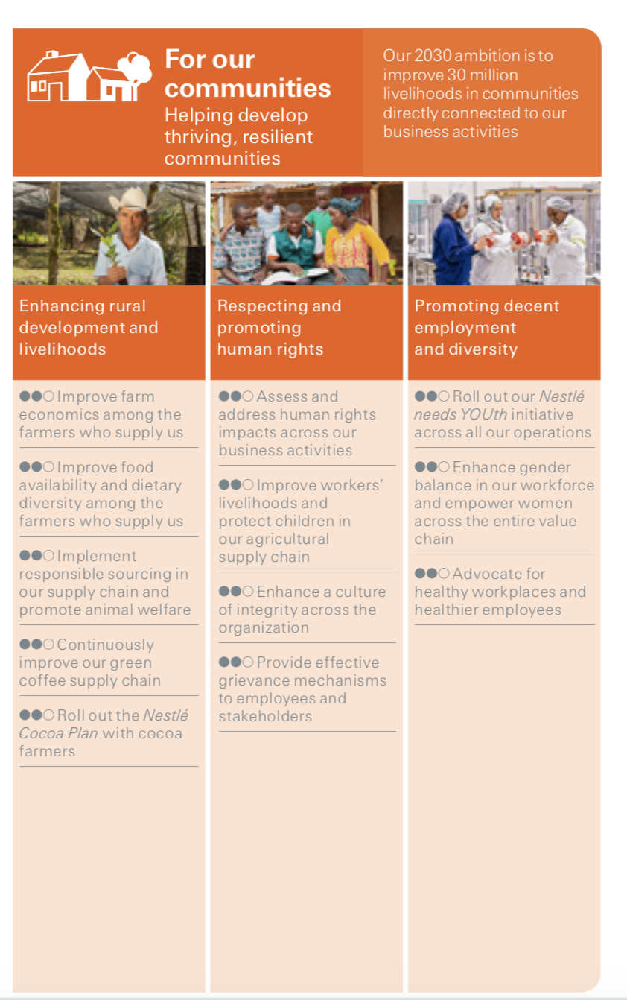 For our
communities
Helping develop
thriving, resilient
communities
Our 2030 ambition is to
improve 30 million
livelihoods in communities
directly connected to our
business activities
Enhancing rural
development and
livelihoods
●●○ Improve farm
economics among the
farmers who supply us
●●○ Improve food
availability and dietary
diversity among the
farmers who supply us
●●○ Implement
responsible sourcing in
our supply chain and
promote animal welfare
●●○ Continuously
improve our green
coffee supply chain
●●○ Roll out the Nestlé
Cocoa Plan with cocoa
farmers
Respecting and
promoting
human rights
●●○ Assess and
address human rights
impacts across our
business activities
●●○ Improve workers’
livelihoods and
protect children in
our agricultural
supply chain
●●○ Enhance a culture
of integrity across the
organization
●●○ Provide effective
grievance mechanisms
to employees and
stakeholders
Promoting decent
employment
and diversity
●●○ Roll out our Nestlé
needs YOUth initiative
across all our operations
●●○ Enhance gender
balance in our workforce
and empower women
across the entire value
chain
●●○ Advocate for
healthy workplaces and
healthier employees